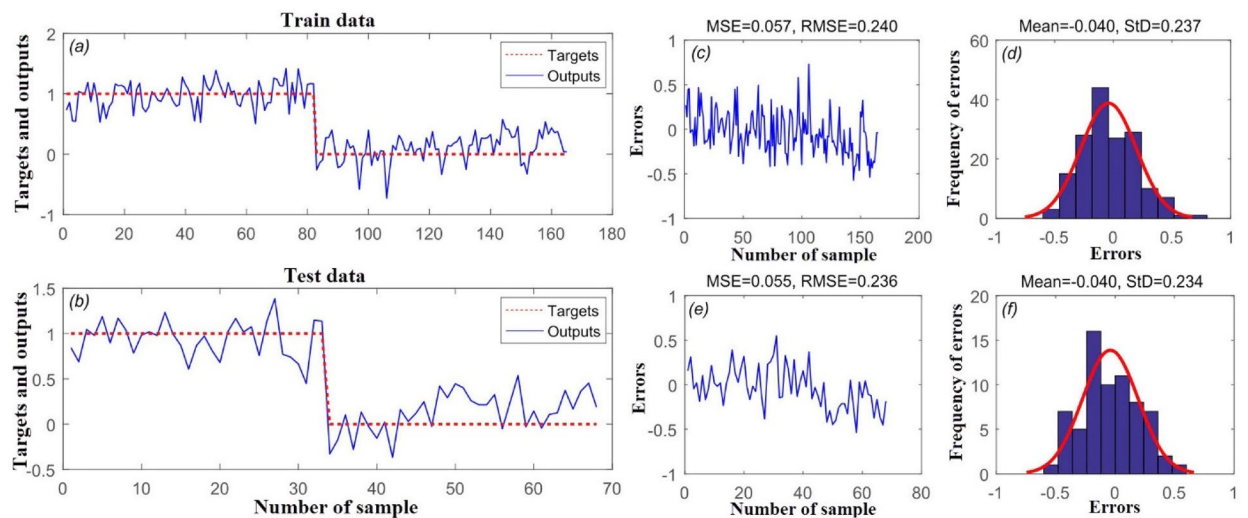 Train data
(a)
Targets
Outputs
Targets and outputs
2
1
0
1
0 20 40 60 80 100 120 140 160 180
MSE=0.057, RMSE=0.240
(c)
Errors
1
0.5
0
-0.5
-1
0 50 100 150 200
Number of sample
Mean=-0.040, StD=0.237
(d)
Frequency of errors
60
40
20
0
-1 -0.5 0 0.5 1
Errors
Test data
(b)
Targets
Outputs
Targets and outputs
1.5
1
0.5
0
-0.5
0 10 20 30 40 50 60 70
Number of sample
MSE=0.055, RMSE=0.236
(e)
Errors
1
0.5
0
-0.5
-1
0 20 40 60 80
Number of sample
Mean=-0.040, StD=0.234
(f)
Frequency of errors
20
15
10
5
0
-1 -0.5 0 0.5 1
Errors